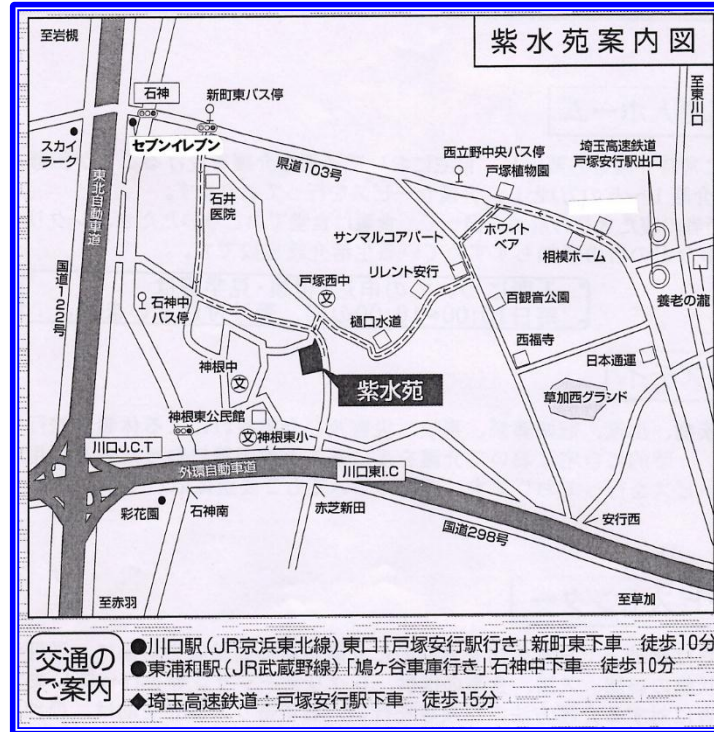 紫水苑案内図
至岩槻
石神
新町東バス停
至東川口
スカイ
ラーク
セブンイレブン
県道103号
西立野中央バス停
戸塚植物園
埼玉高速鉄道
戸塚安行駅出口
東北自動車道
石井
医院
サンマルコアパート
ホワイト
ベア
相模ホーム
国道122号
石神中
バス停
戸塚西中
文
リレント安行
百観音公園
養老の瀧
樋口水道
西福寺
日本通運
神根中
文
紫水苑
草加西グランド
神根東公民館
文
神根東小
川口J.C.T
外環自動車道
川口東I.C
彩花園
石神南
赤芝新田
国道298号
安行西
至赤羽
至草加
交通の
ご案内
●川口駅(JR京浜東北線)東口「戸塚安行駅行き」新町東下車 徒歩10分
●東浦和駅(JR武蔵野線)「鳩ヶ谷車庫行き」石神中下車 徒歩10分
◆埼玉高速鉄道:戸塚安行駅下車 徒歩15分